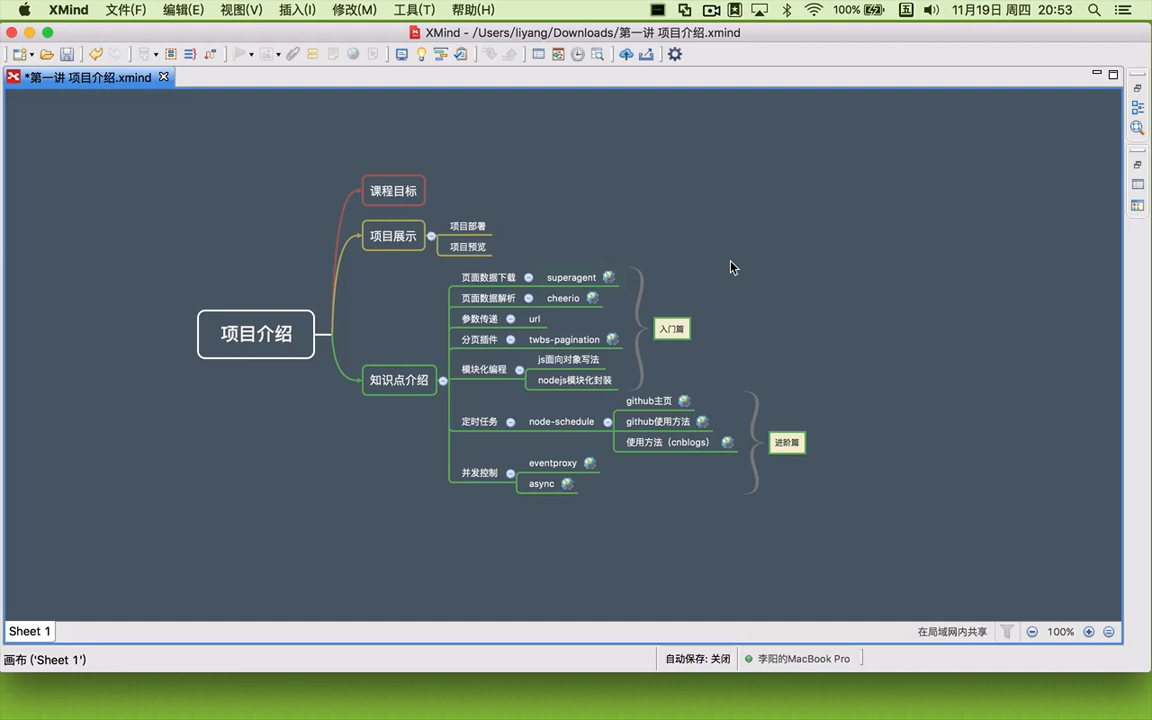 XMind 文件(F) 编辑(E) 视图(V) 插入(I) 修改(M) 工具(T) 帮助(H) 100% 五 11月19日 周四 20:53
XMind - /Users/liyang/Downloads/第一讲 项目介绍.xmind
*第一讲 项目介绍.xmind
课程目标
项目展示
项目部署
项目预览
项目介绍
知识点介绍
页面数据下载 superagent
页面数据解析 cheerio
参数传递 url
分页插件 twbs-pagination
模块化编程
js面向对象写法
nodejs模块化封装
入门篇
定时任务 node-schedule
github主页
github使用方法
使用方法（cnblogs）
并发控制
eventproxy
async
进阶篇
Sheet 1
在局域网内共享
100%
画布 ('Sheet 1')
自动保存: 关闭
李阳的MacBook Pro